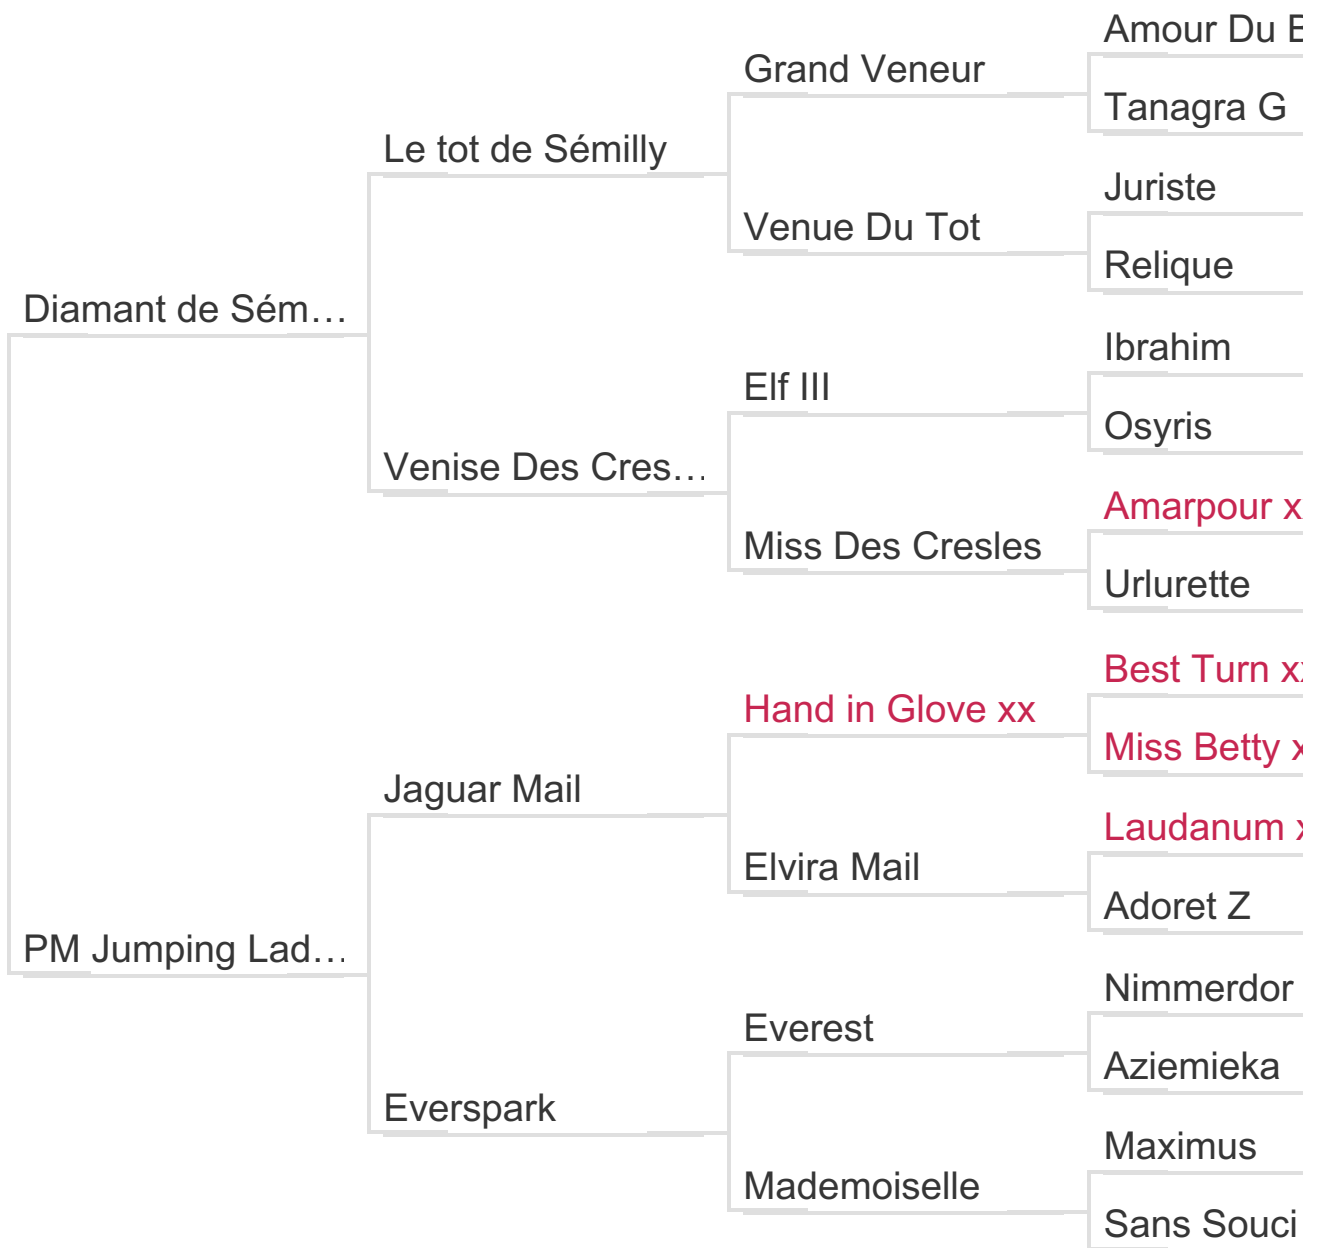 Amour Du
Grand Veneur
Tanagra G
Le tot de Sémilly
Juriste
Venue Du Tot
Relique
Diamant de Sém…
Ibrahim
Elf III
Osyris
Venise Des Cres…
Amarpour x
Miss Des Cresles
Urlurette
Best Turn xx
Hand in Glove xx
Miss Betty x
Jaguar Mail
Laudanum
Elvira Mail
Adoret Z
PM Jumping Lad…
Nimmerdor
Everest
Aziemieka
Everspark
Maximus
Mademoiselle
Sans Souci